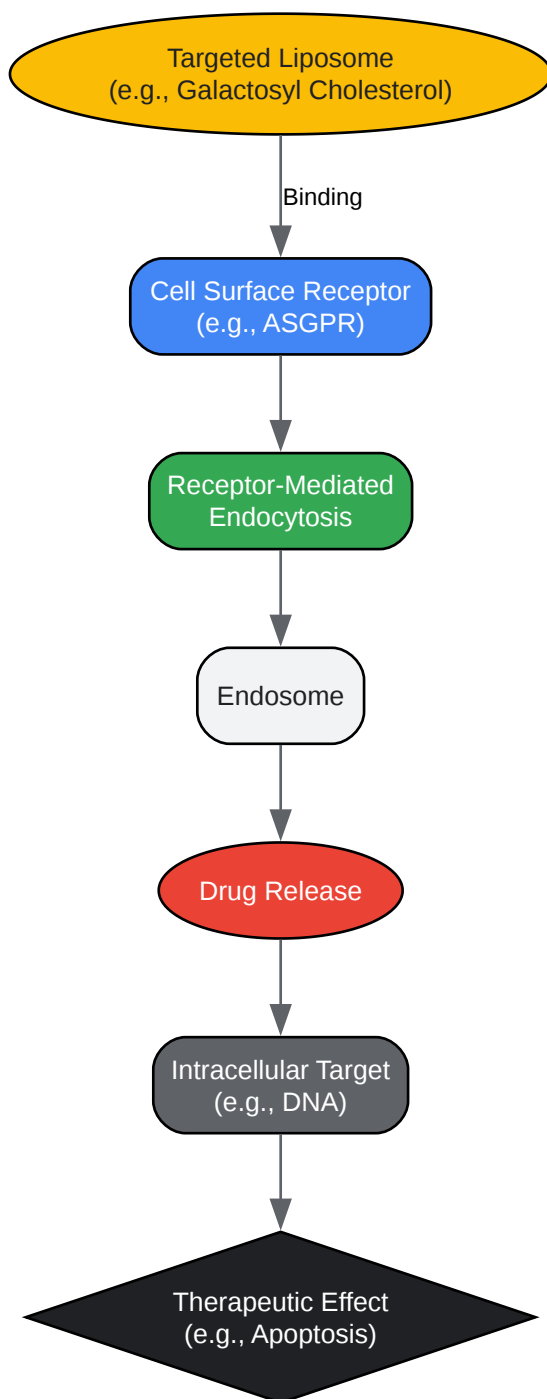 Targeted Liposome
(e.g., Galactosyl Cholesterol)
Binding
Cell Surface Receptor
(e.g., ASGPR)
Receptor-Mediated
Endocytosis
Endosome
Drug Release
Intracellular Target
(e.g., DNA)
Therapeutic Effect
(e.g., Apoptosis)